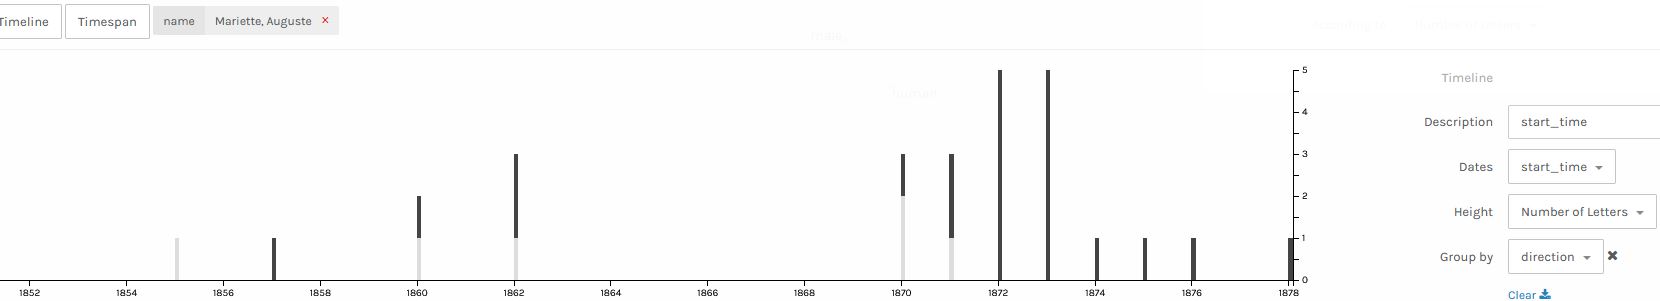 Timeline Timespan name Mariette, Auguste ×
5
Timeline
4
Description start_time
3
Dates start_time
2
Height Number of Letters
1
Group by direction ✖
0
1852 1854 1856 1858 1860 1862 1864 1866 1868 1870 1872 1874 1876 1878
Clear